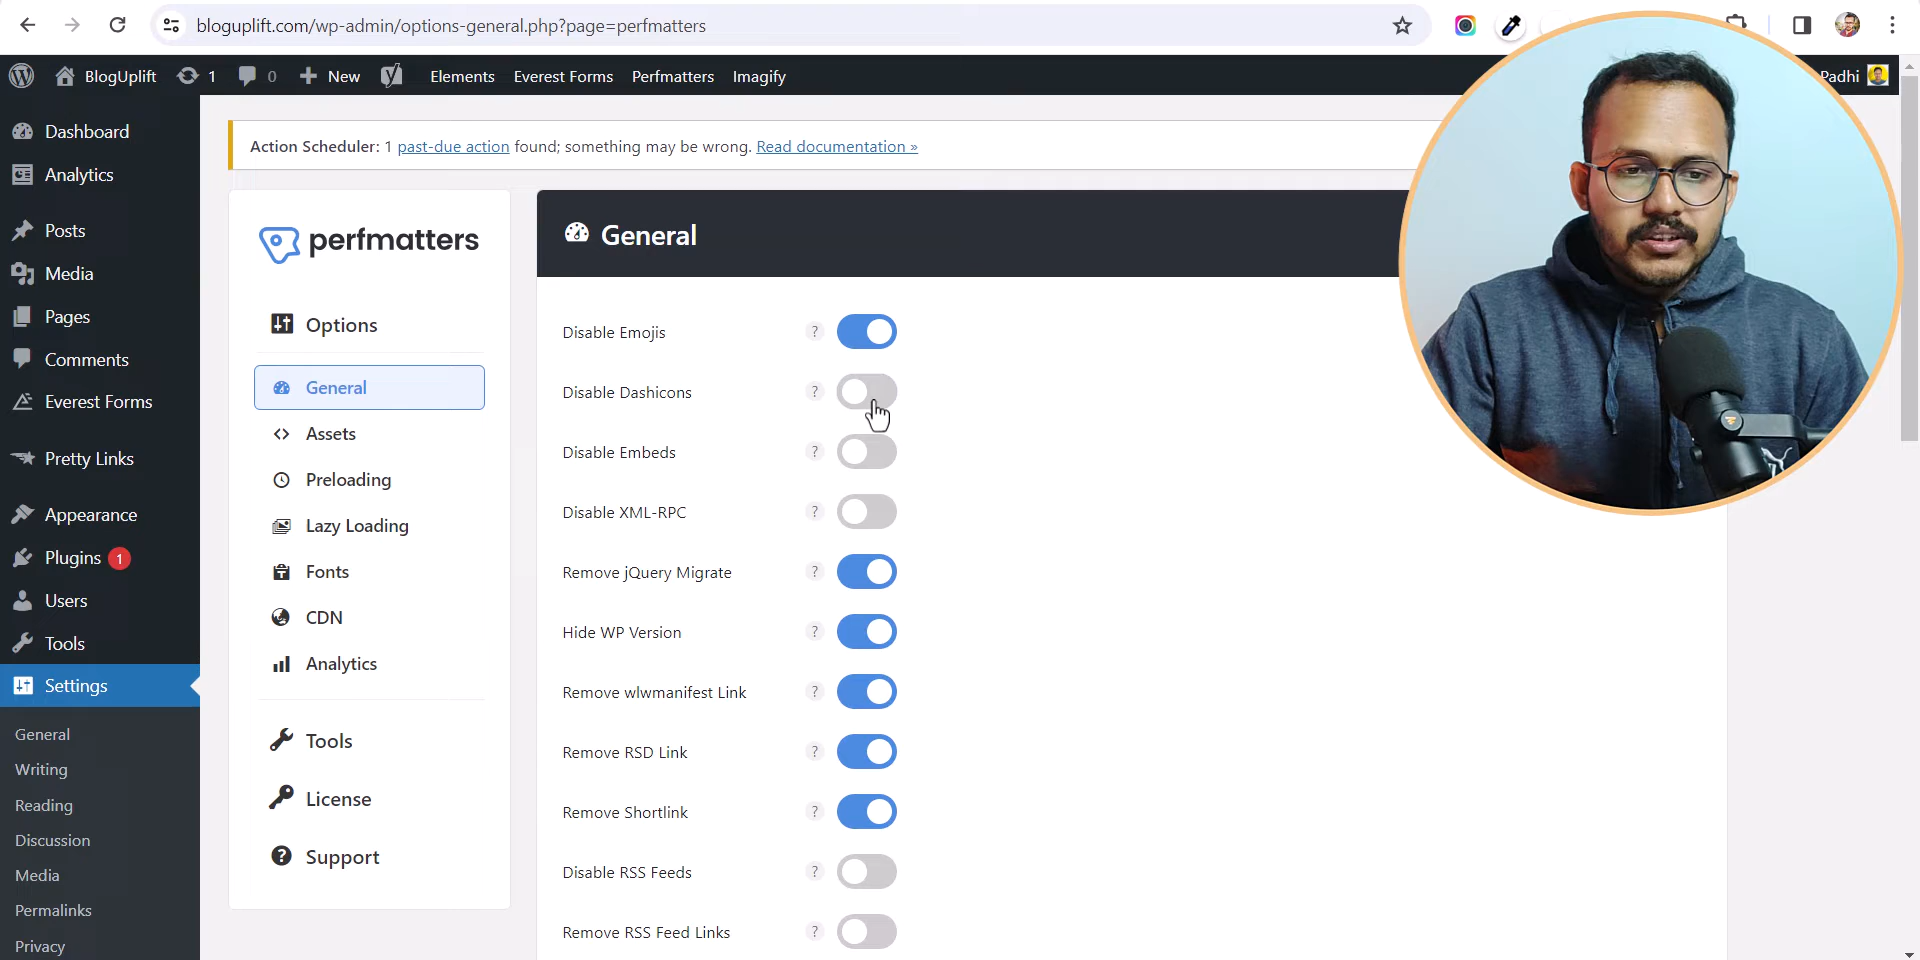 bloguplift.com/wp-admin/options-general.php?page=perfmatters
BlogUplift 1 0 New Elements Everest Forms Perfmatters Imagify Padhi
Dashboard
Analytics
Posts
Media
Pages
Comments
Everest Forms
Pretty Links
Appearance
Plugins 1
Users
Tools
Settings
General
Writing
Reading
Discussion
Media
Permalinks
Privacy
Action Scheduler: 1 past-due action found; something may be wrong. Read documentation »
perfmatters
Options
General
Assets
Preloading
Lazy Loading
Fonts
CDN
Analytics
Tools
License
Support
General
Disable Emojis ?
Disable Dashicons ?
Disable Embeds ?
Disable XML-RPC ?
Remove jQuery Migrate ?
Hide WP Version ?
Remove wlwmanifest Link ?
Remove RSD Link ?
Remove Shortlink ?
Disable RSS Feeds ?
Remove RSS Feed Links ?